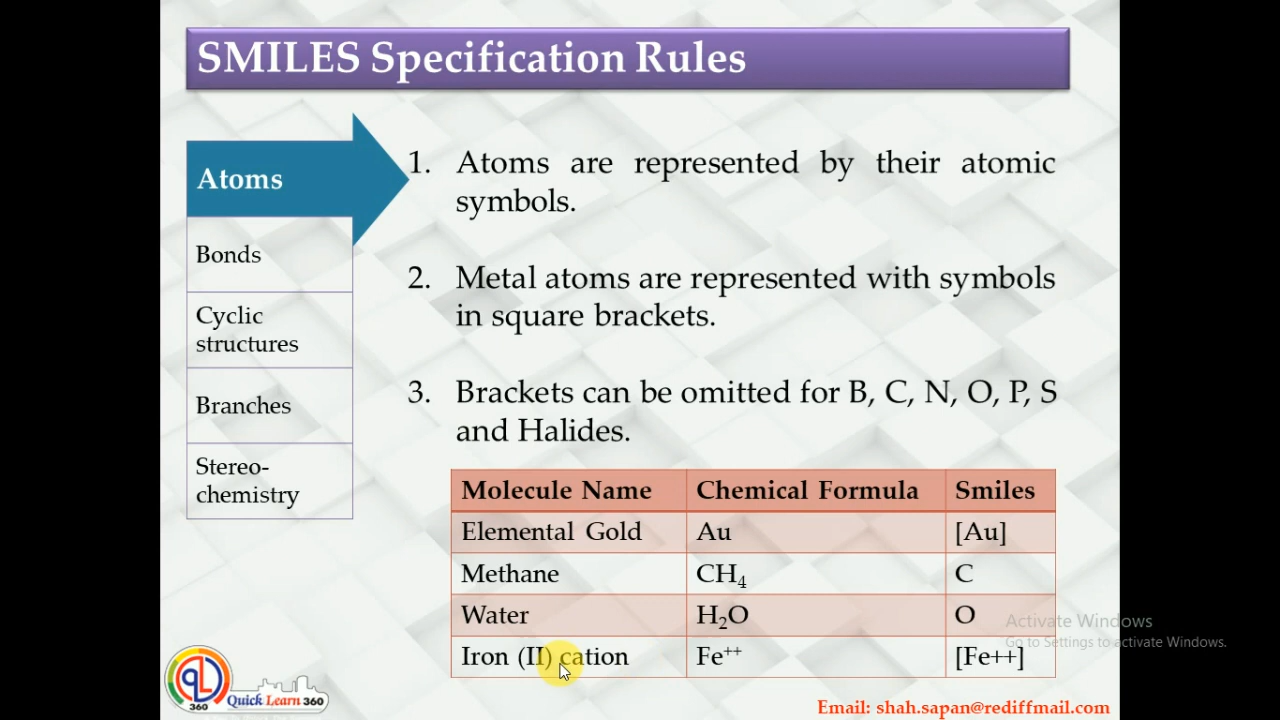 SMILES Specification Rules
Atoms
Bonds
Cyclic
structures
Branches
Stereo-
chemistry
1. Atoms are represented by their atomic
symbols.
2. Metal atoms are represented with symbols
in square brackets.
3. Brackets can be omitted for B, C, N, O, P, S
and Halides.
Molecule Name Chemical Formula Smiles
Elemental Gold Au [Au]
Methane CH₄ C
Water H₂O O
Iron (II) cation Fe⁺⁺ [Fe++]
Activate Windows
Go to Settings to activate Windows.
QL
360
Quick Learn 360
Email: shah.sapan@rediffmail.com